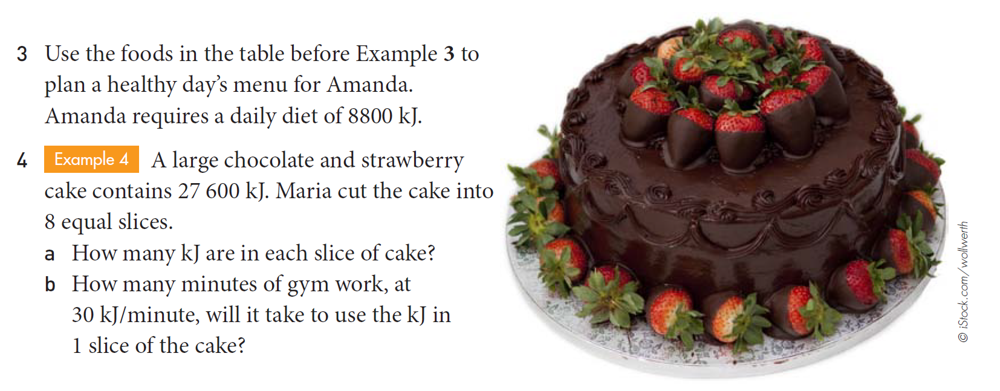 3 Use the foods in the table before Example 3 to
plan a healthy day’s menu for Amanda.
Amanda requires a daily diet of 8800 kJ.
4 Example 4 A large chocolate and strawberry
cake contains 27 600 kJ. Maria cut the cake into
8 equal slices.
a How many kJ are in each slice of cake?
b How many minutes of gym work, at
30 kJ/minute, will it take to use the kJ in
1 slice of the cake?
© iStock.com/wollwerth